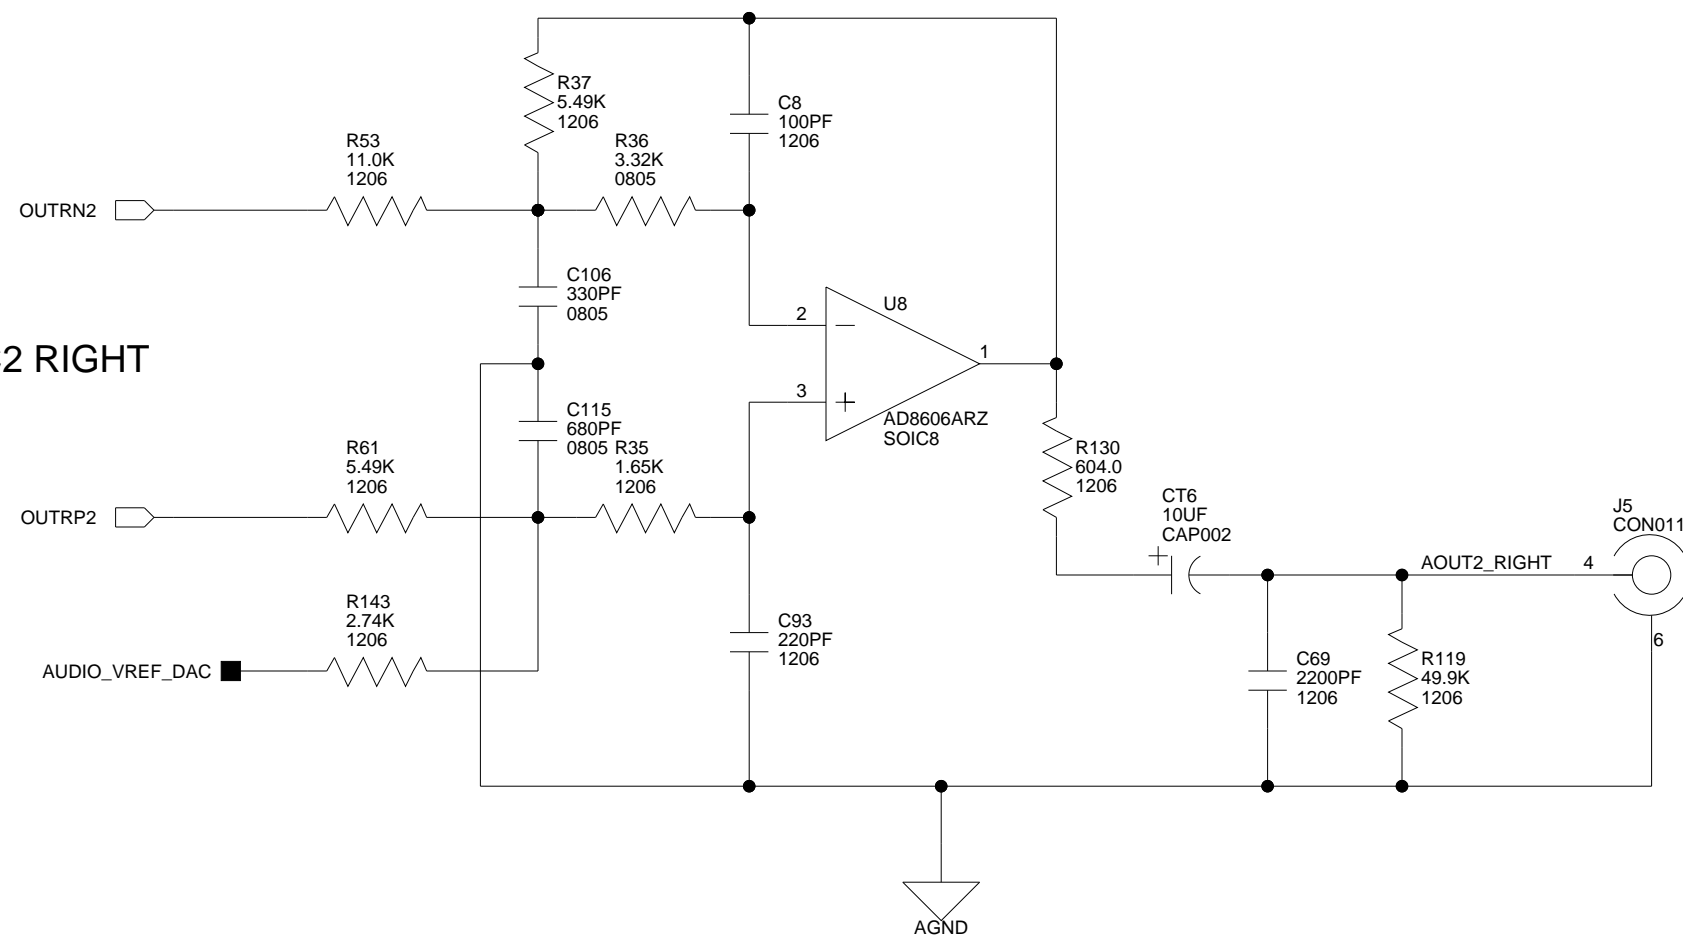 R37
5.49K
1206
C8
100PF
1206
R53
11.0K
1206
R36
3.32K
0805
OUTRN2
C106
330PF
0805
2
U8
2 RIGHT
1
3
C115
680PF
0805
AD8606ARZ
SOIC8
R61
5.49K
1206
R35
1.65K
1206
R130
604.0
1206
CT6
10UF
CAP002
OUTRP2
J5
CON011
AOUT2_RIGHT
4
R143
2.74K
1206
C93
220PF
1206
6
AUDIO_VREF_DAC
C69
2200PF
1206
R119
49.9K
1206
AGND